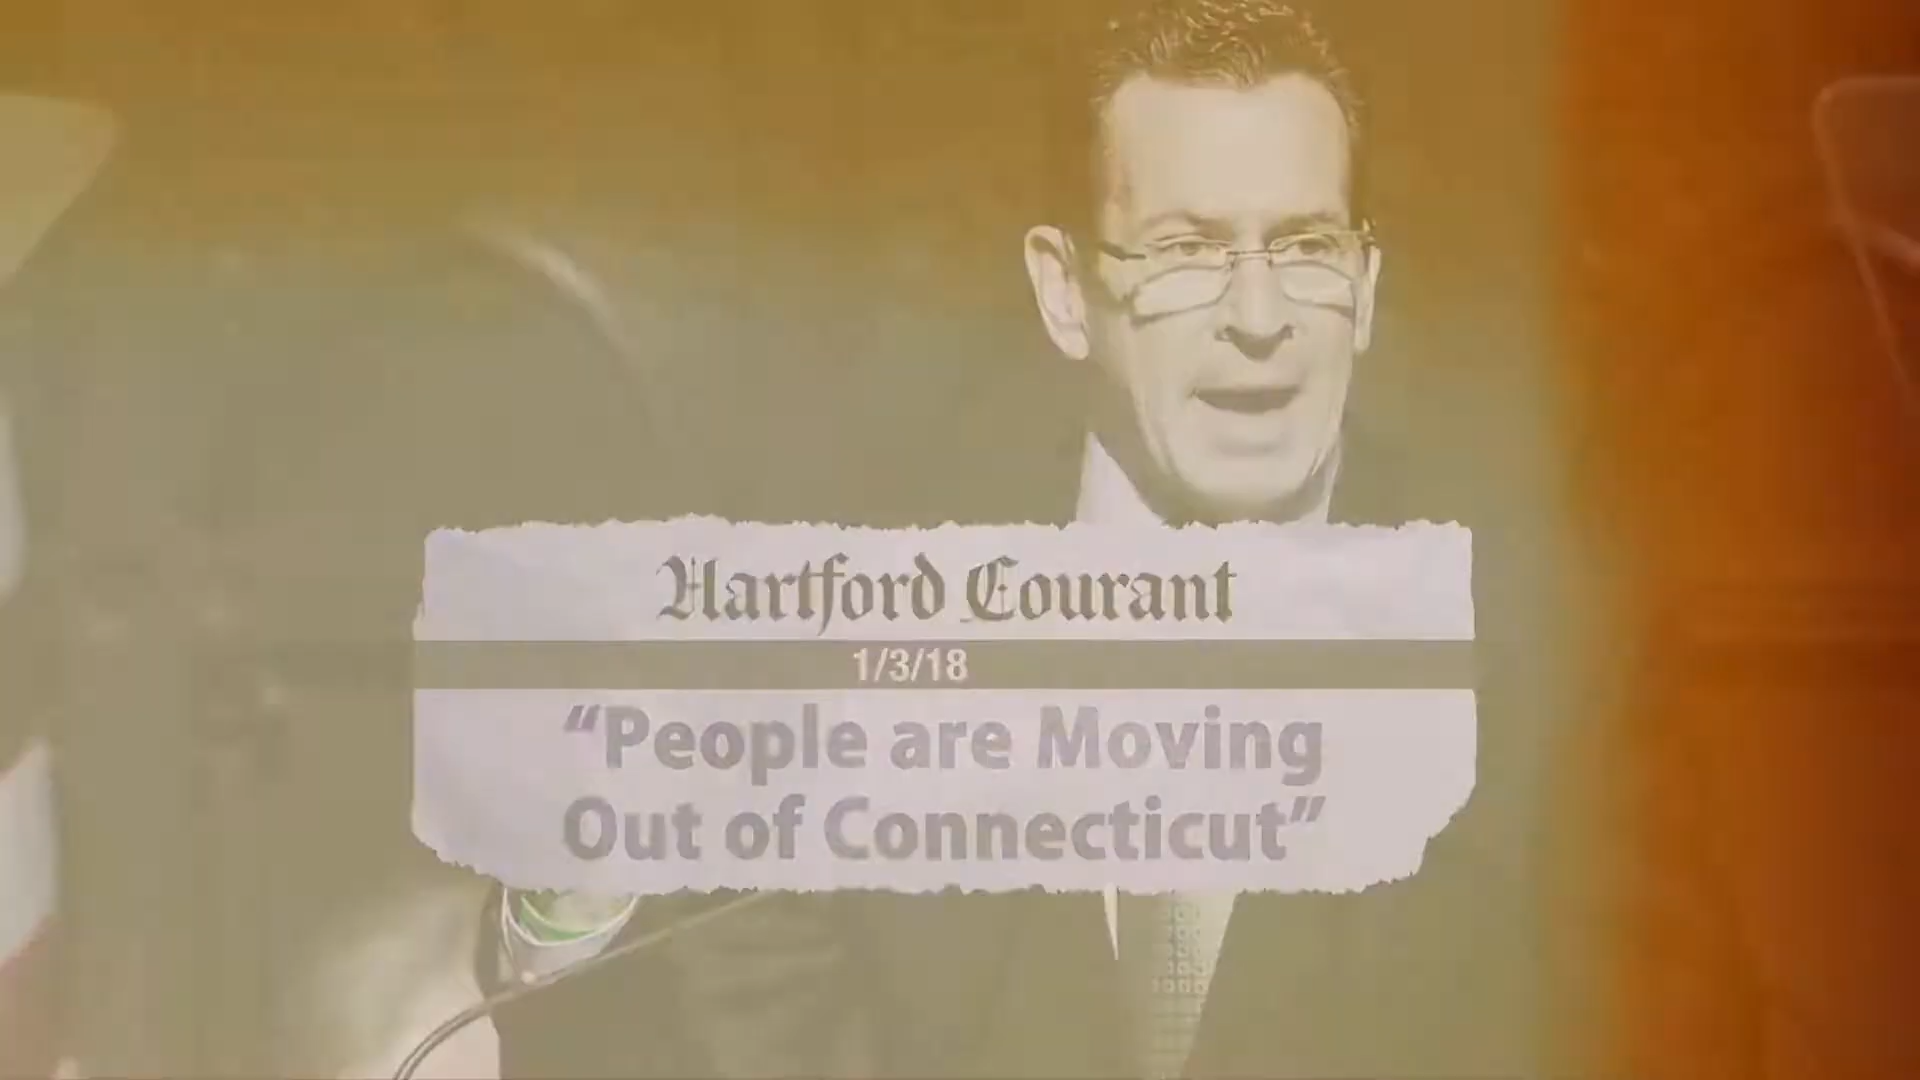 Hartford Courant
1/3/18
“People are Moving
Out of Connecticut”